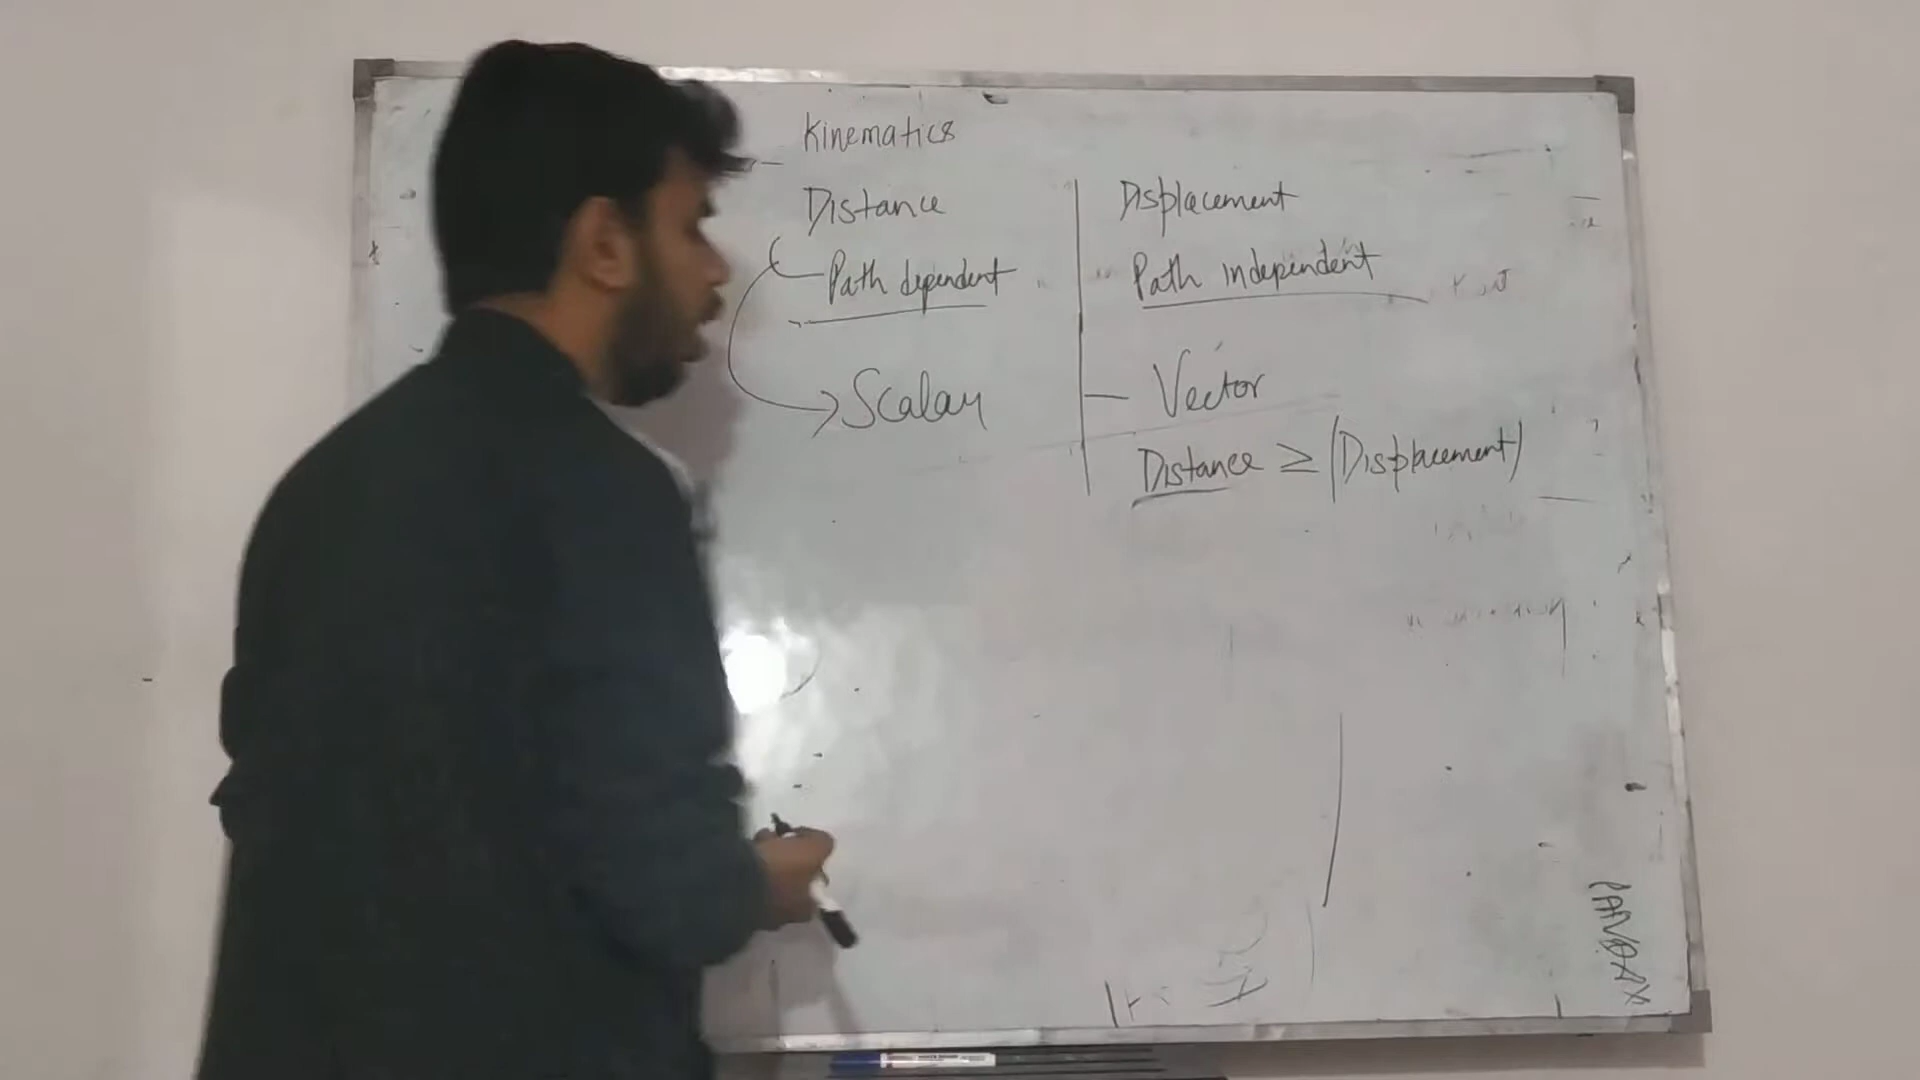 Kinematics
Distance
Path dependent
Scalar
Displacement
Path independent
Vector
Distance ≥ |Displacement|